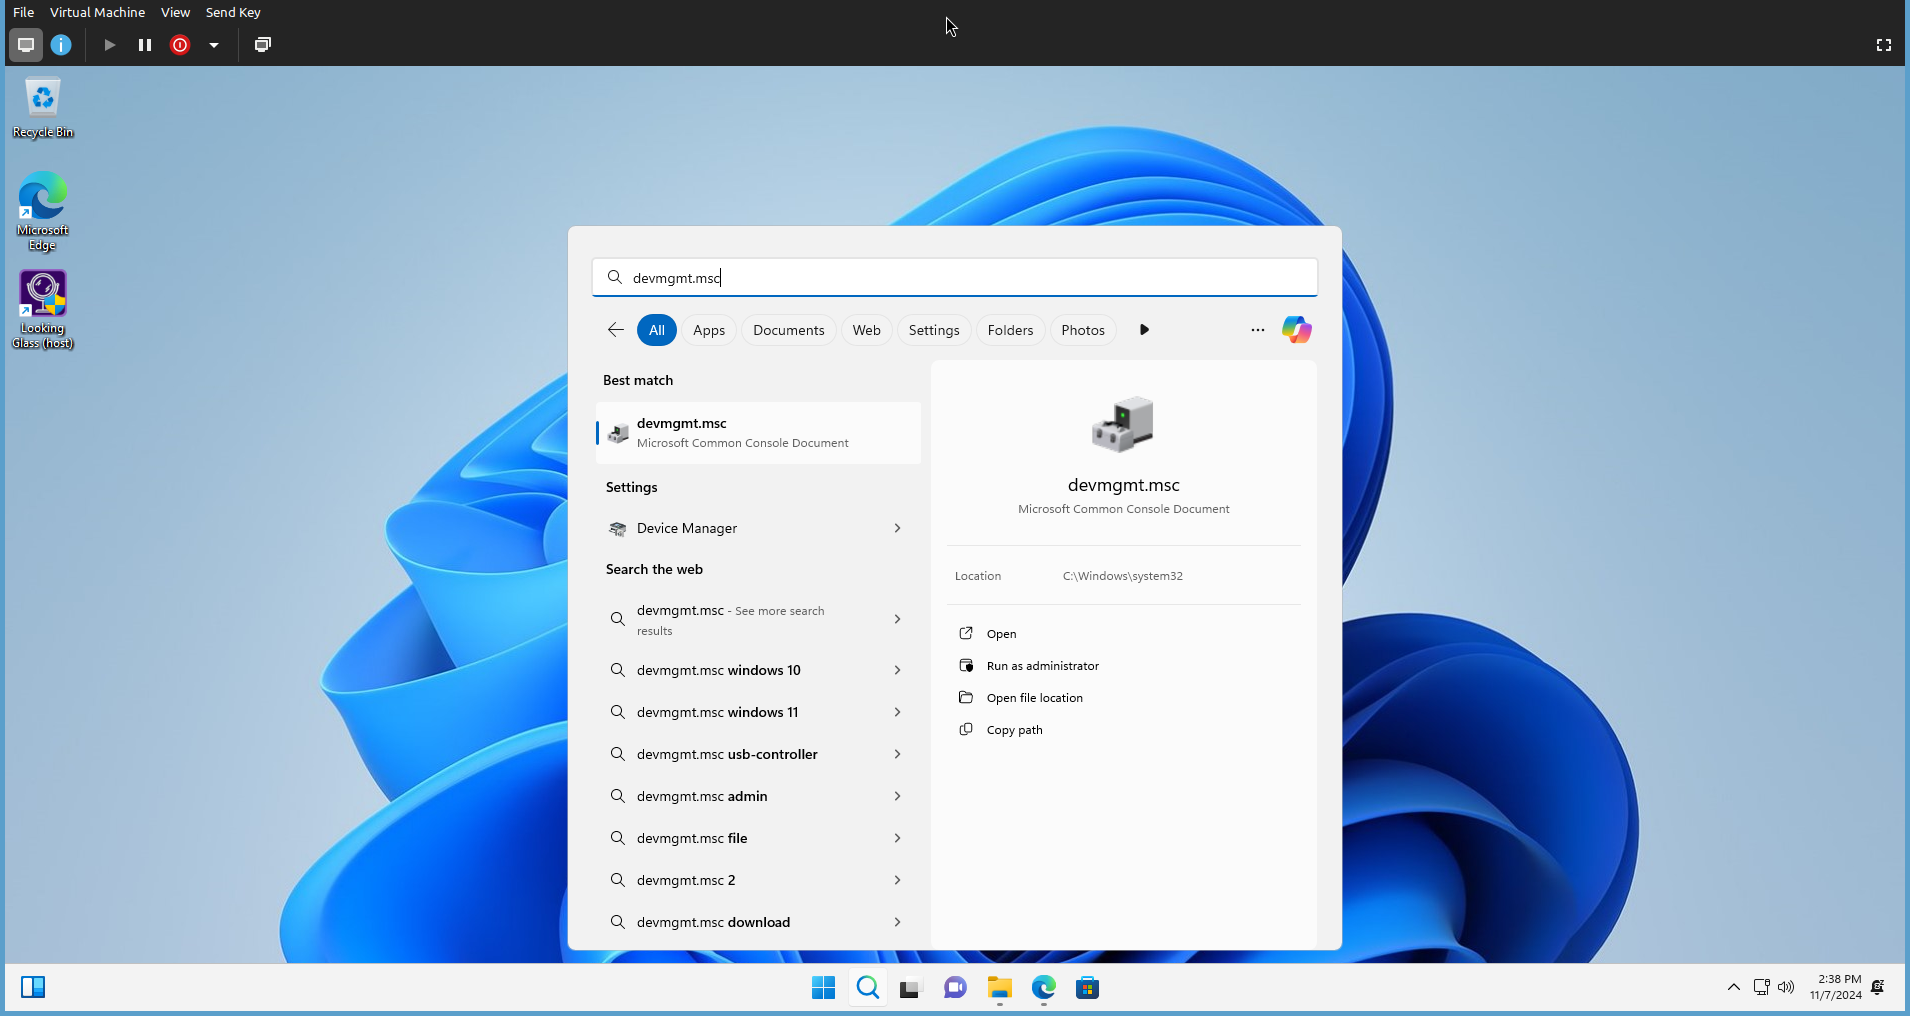 File Virtual Machine View Send Key
Recycle Bin
Microsoft
Edge
Looking
Glass (host)
devmgmt.msc
All Apps Documents Web Settings Folders Photos
Best match
devmgmt.msc
Microsoft Common Console Document
Settings
Device Manager
Search the web
devmgmt.msc - See more search
results
devmgmt.msc windows 10
devmgmt.msc windows 11
devmgmt.msc usb-controller
devmgmt.msc admin
devmgmt.msc file
devmgmt.msc 2
devmgmt.msc download
devmgmt.msc
Microsoft Common Console Document
Location C:\Windows\system32
Open
Run as administrator
Open file location
Copy path
2:38 PM
11/7/2024